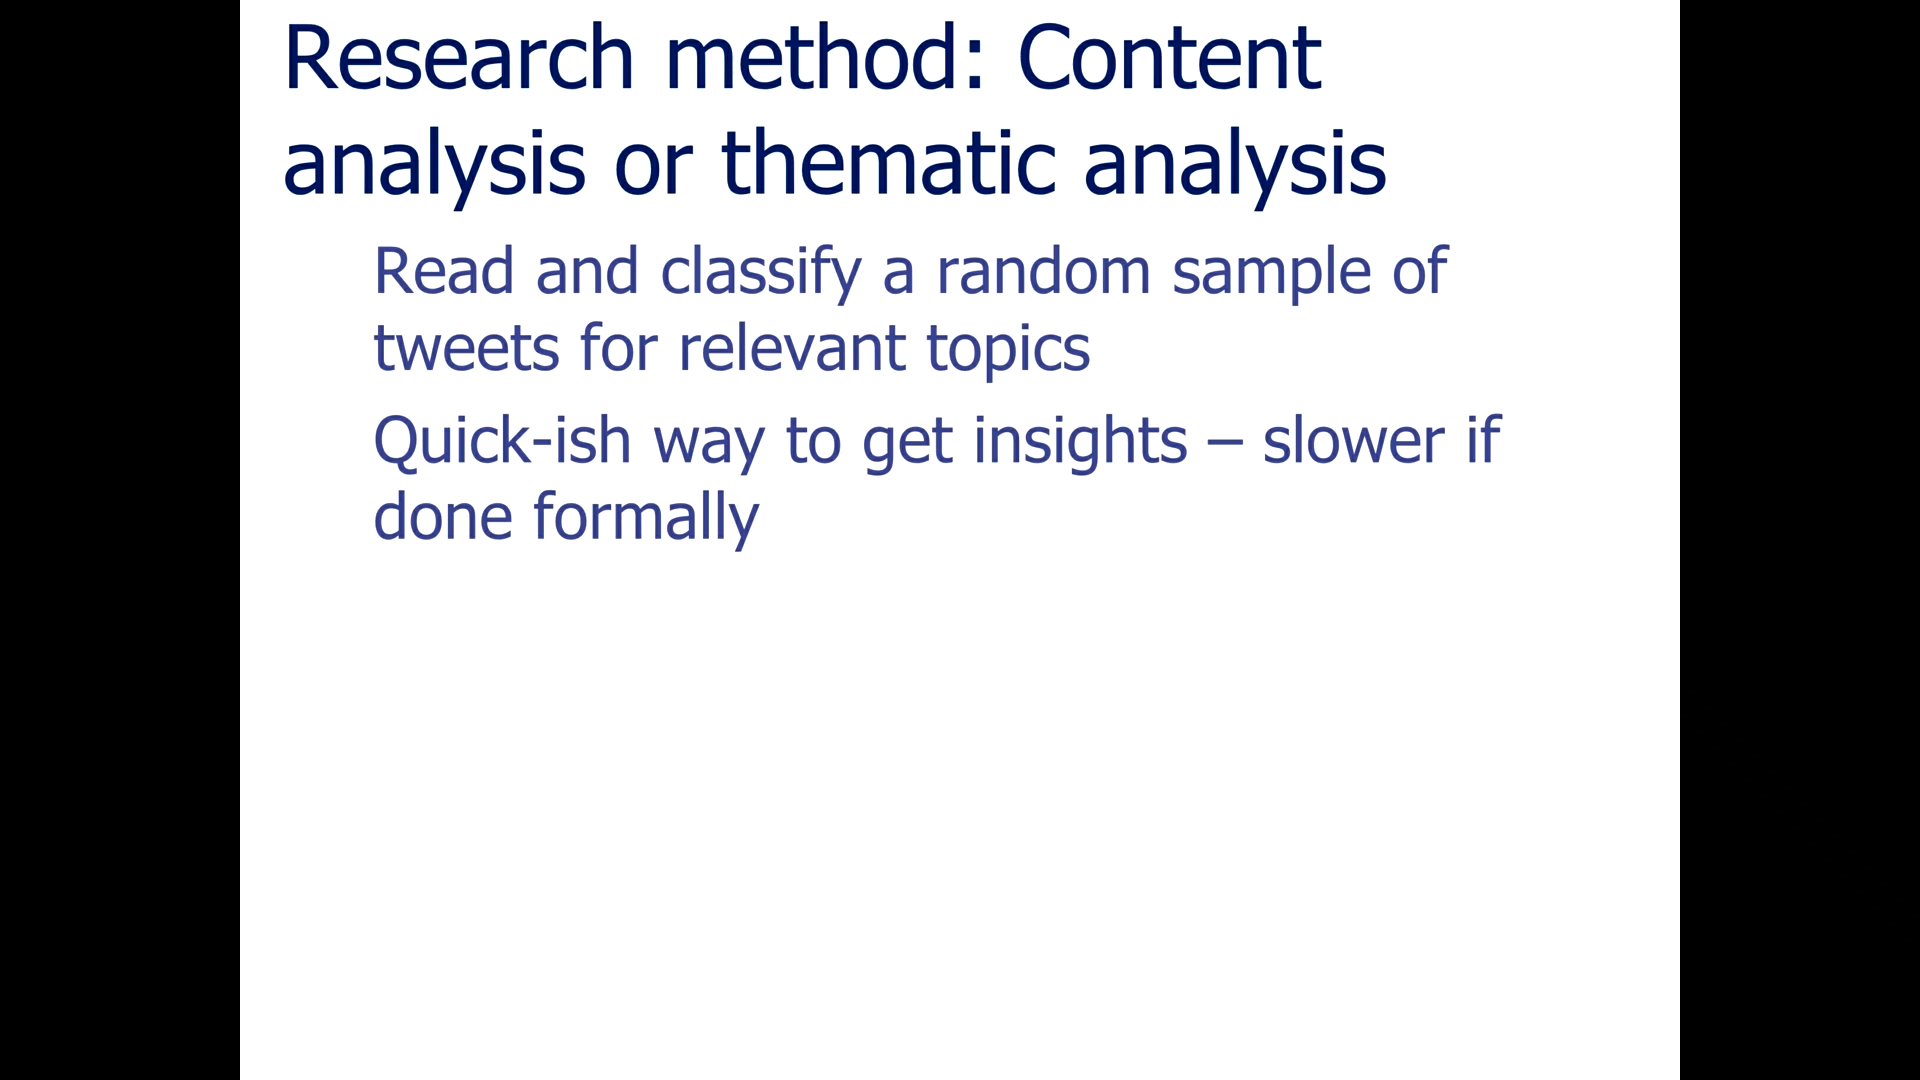 Research method: Content
analysis or thematic analysis
Read and classify a random sample of
tweets for relevant topics
Quick-ish way to get insights – slower if
done formally